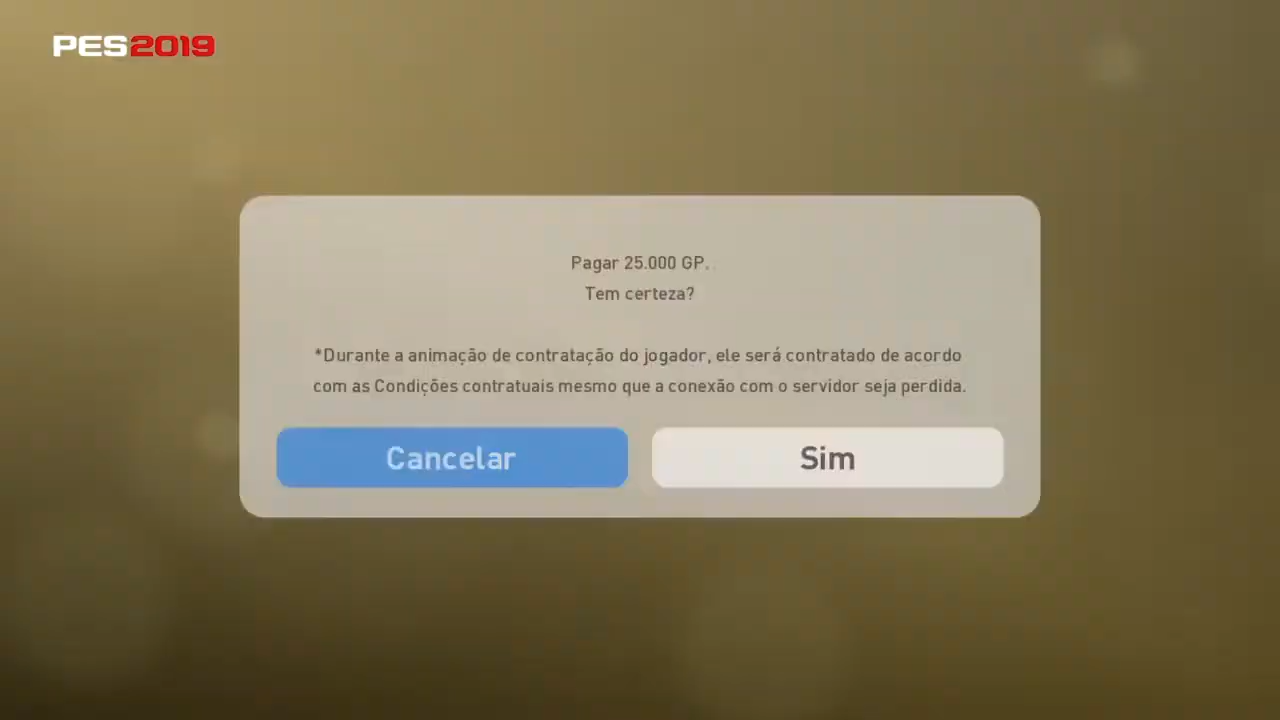 PES2019
Pagar 25.000 GP.
Tem certeza?
*Durante a animação de contratação do jogador, ele será contratado de acordo
com as Condições contratuais mesmo que a conexão com o servidor seja perdida.
Cancelar
Sim